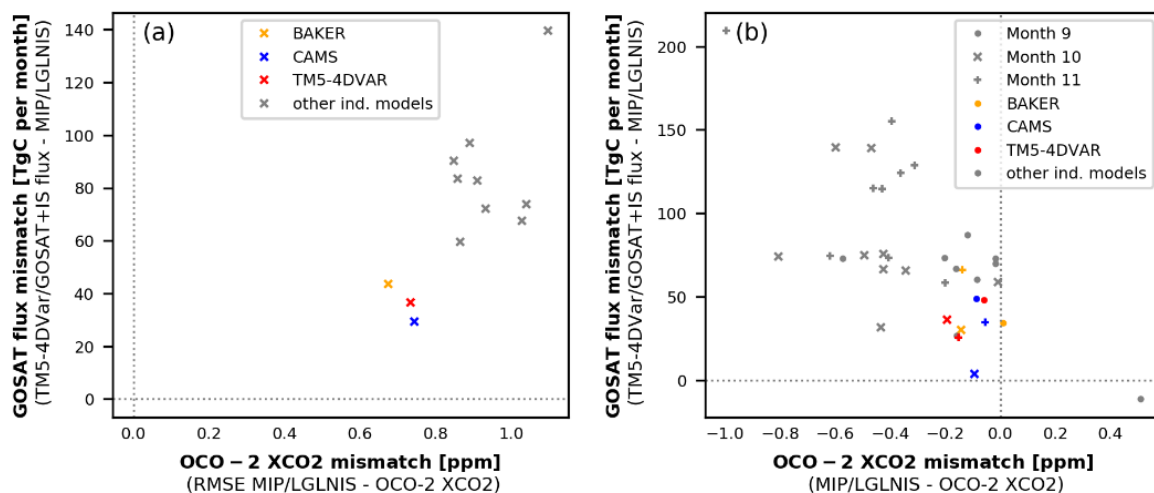 (a)
BAKER
CAMS
TM5-4DVAR
other ind. models
140
120
100
80
60
40
20
0
0.0 0.2 0.4 0.6 0.8 1.0
GOSAT flux mismatch [TgC per month]
(TM5-4DVar/GOSAT+IS flux - MIP/LGLNIS)
OCO − 2 XCO2 mismatch [ppm]
(RMSE MIP/LGLNIS - OCO-2 XCO2)
(b)
Month 9
Month 10
Month 11
BAKER
CAMS
TM5-4DVAR
other ind. models
200
150
100
50
0
−1.0 −0.8 −0.6 −0.4 −0.2 0.0 0.2 0.4
GOSAT flux mismatch [TgC per month]
(TM5-4DVar/GOSAT+IS flux - MIP/LGLNIS)
OCO − 2 XCO2 mismatch [ppm]
(MIP/LGLNIS - OCO-2 XCO2)